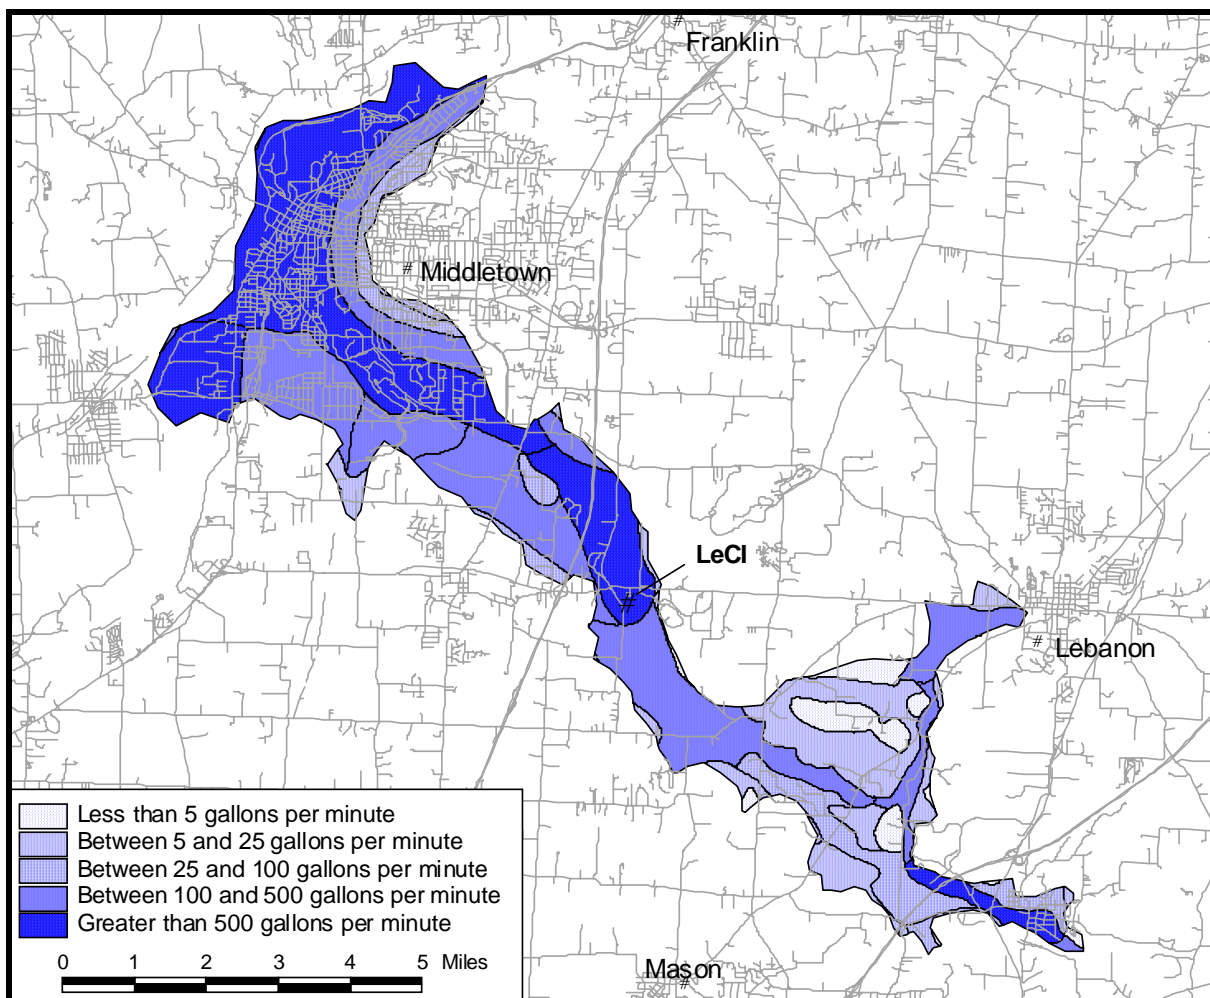 Franklin
Middletown
LeCI
Lebanon
Less than 5 gallons per minute
Between 5 and 25 gallons per minute
Between 25 and 100 gallons per minute
Between 100 and 500 gallons per minute
Greater than 500 gallons per minute
0 1 2 3 4 5 Miles
Mason